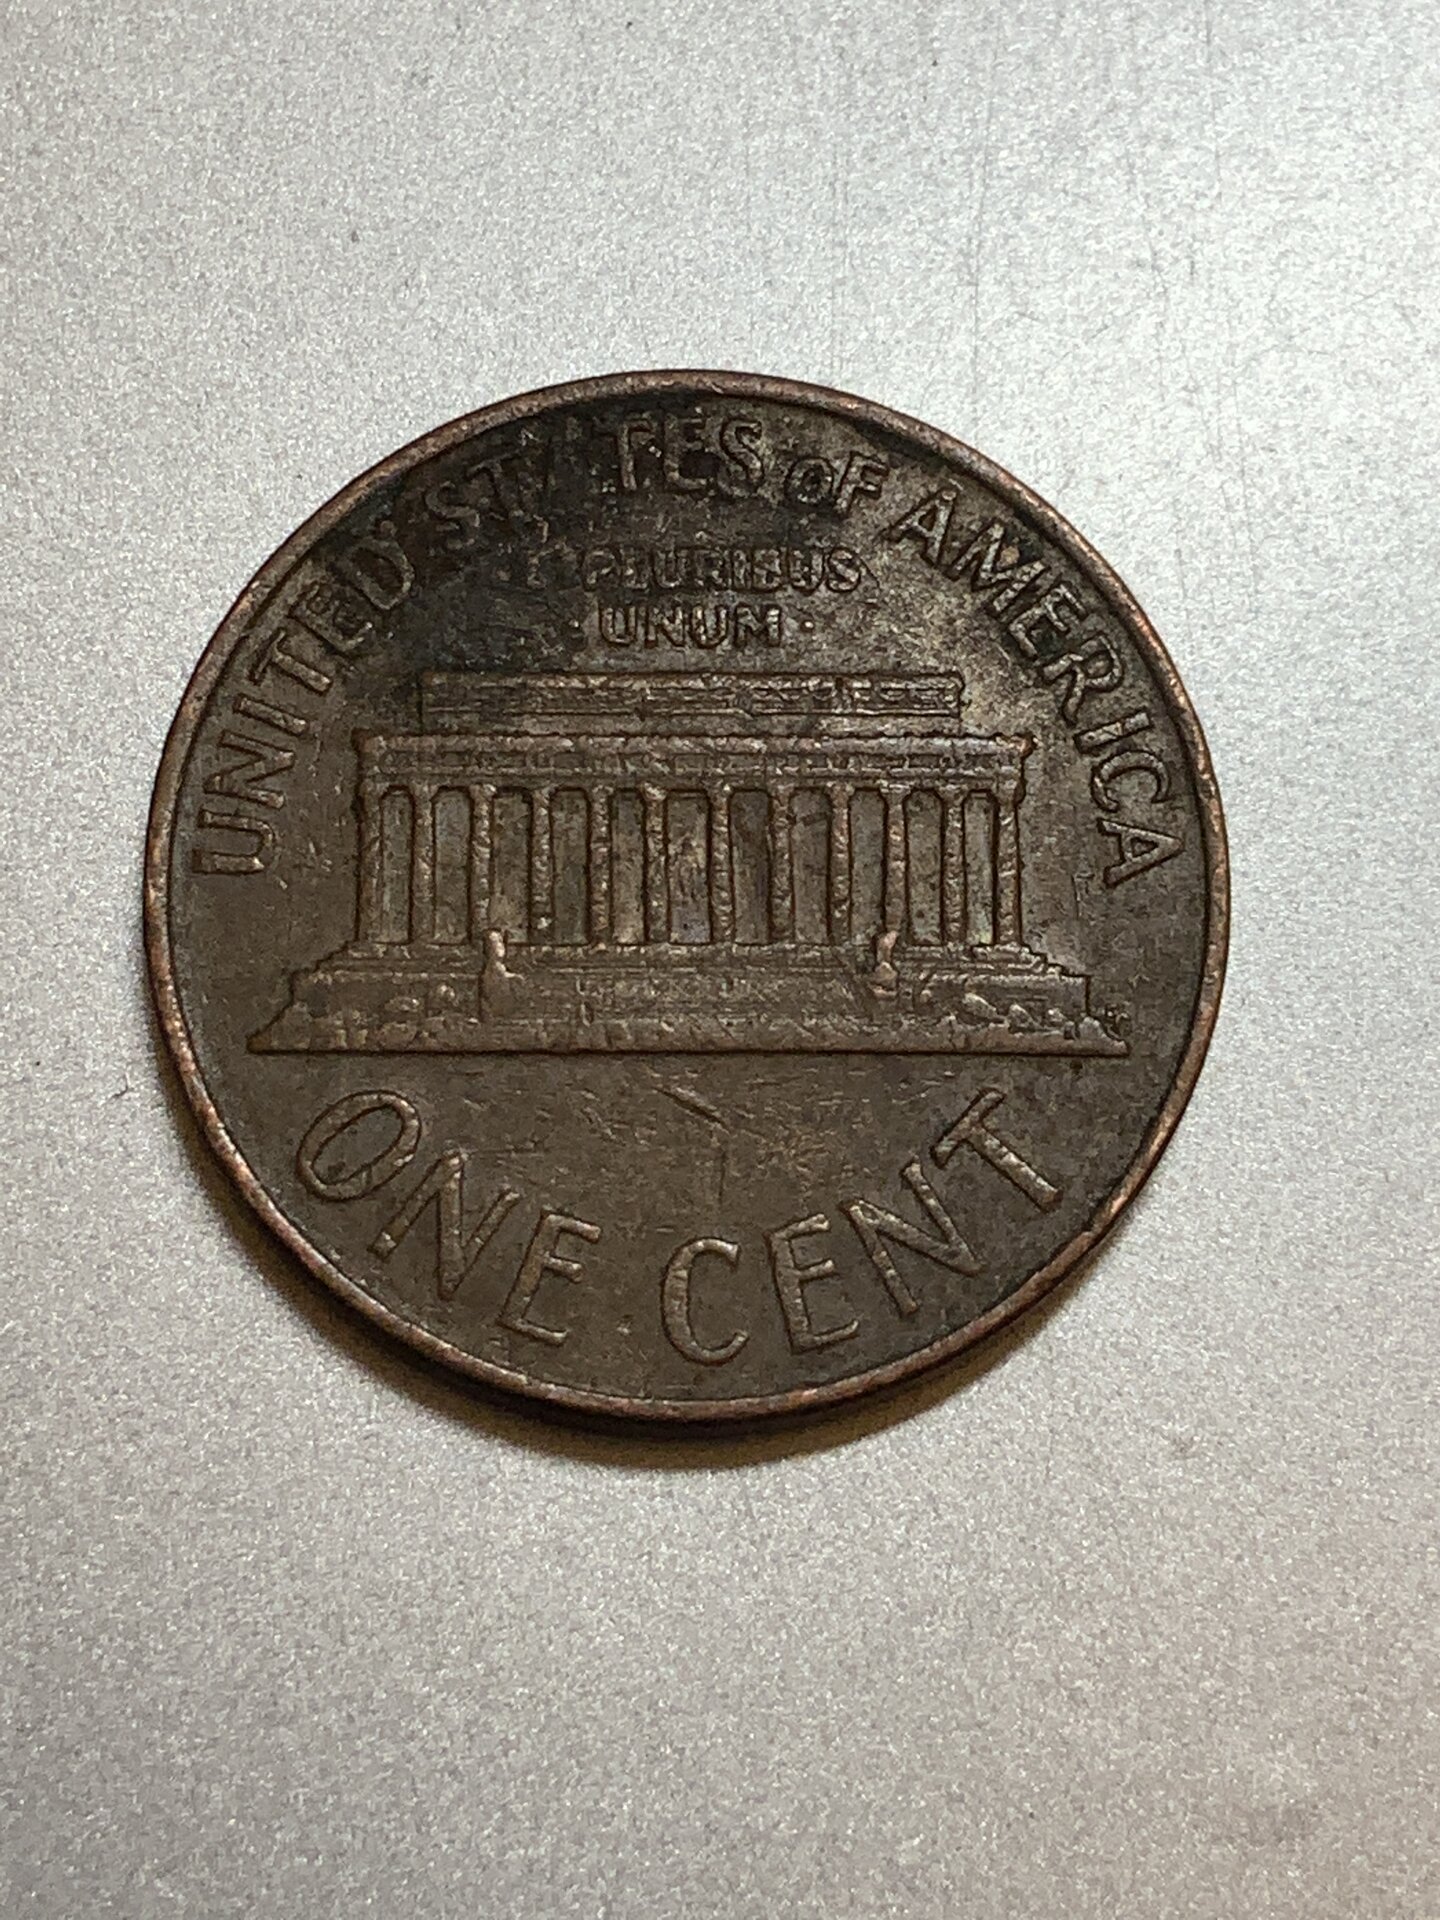 UNITED STATES OF AMERICA
E PLURIBUS
· UNUM ·
ONE CENT